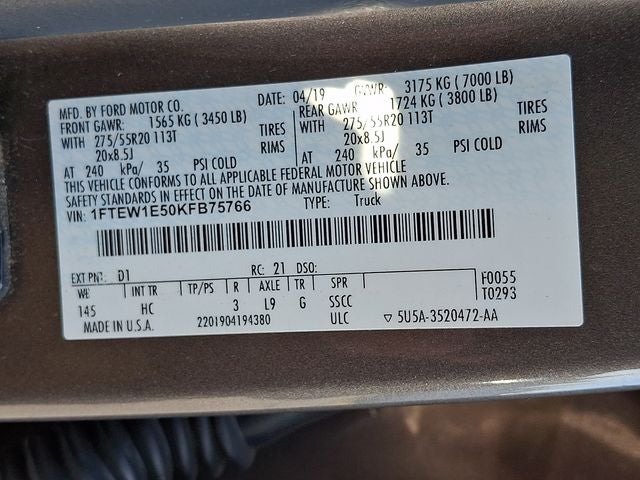 MFD. BY FORD MOTOR CO. DATE: 04/19 GVWR: 3175 KG ( 7000 LB)
FRONT GAWR: 1565 KG ( 3450 LB) REAR GAWR 1724 KG ( 3800 LB)
WITH 275/55R20 113T TIRES WITH 275/55R20 113T TIRES
20x8.5J RIMS 20x8.5J RIMS
AT 240 kPa/ 35 PSI COLD AT 240 kPa/ 35 PSI COLD
THIS VEHICLE CONFORMS TO ALL APPLICABLE FEDERAL MOTOR VEHICLE
SAFETY STANDARDS IN EFFECT ON THE DATE OF MANUFACTURE SHOWN ABOVE.
VIN: 1FTEW1E50KFB75766 TYPE: Truck
EXT PNT: D1 RC: 21 DSO: F0055
WB INT TR TP/PS R AXLE TR SPR T0293
145 HC 3 L9 G SSCC
MADE IN U.S.A. 2201904194380 ULC ▽ 5U5A-3520472-AA